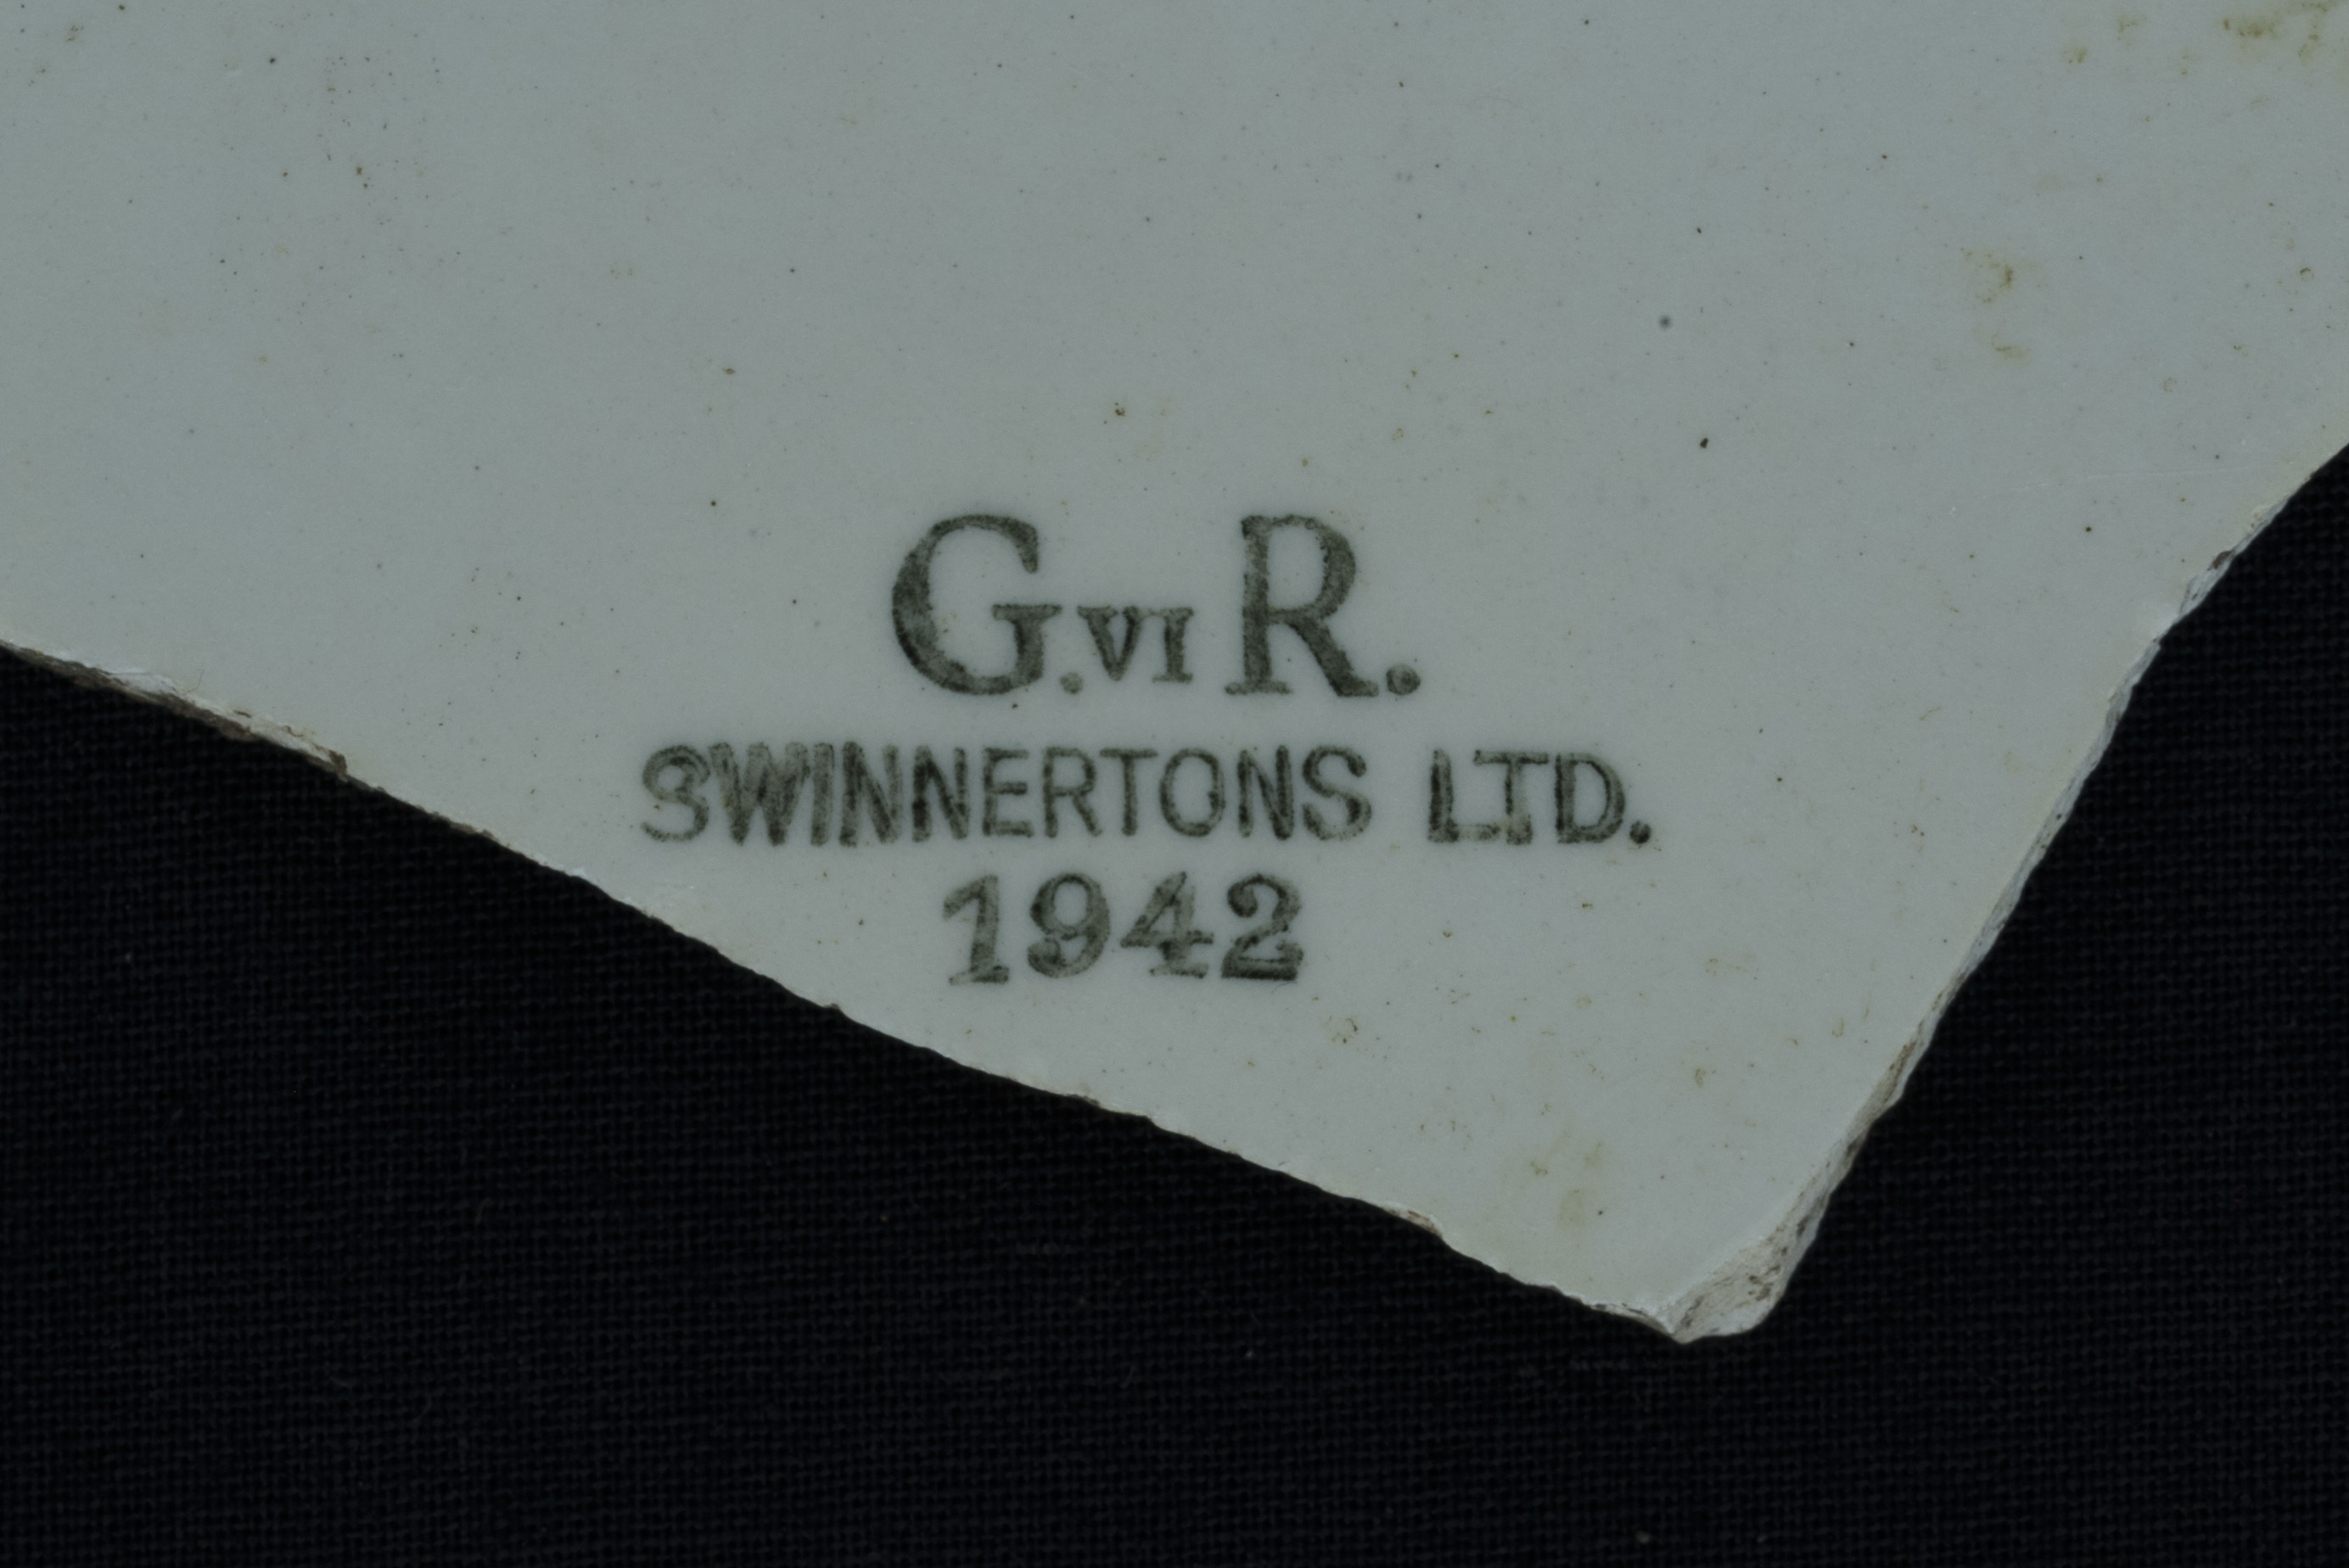 G.VI R.
SWINNERTONS LTD.
1942